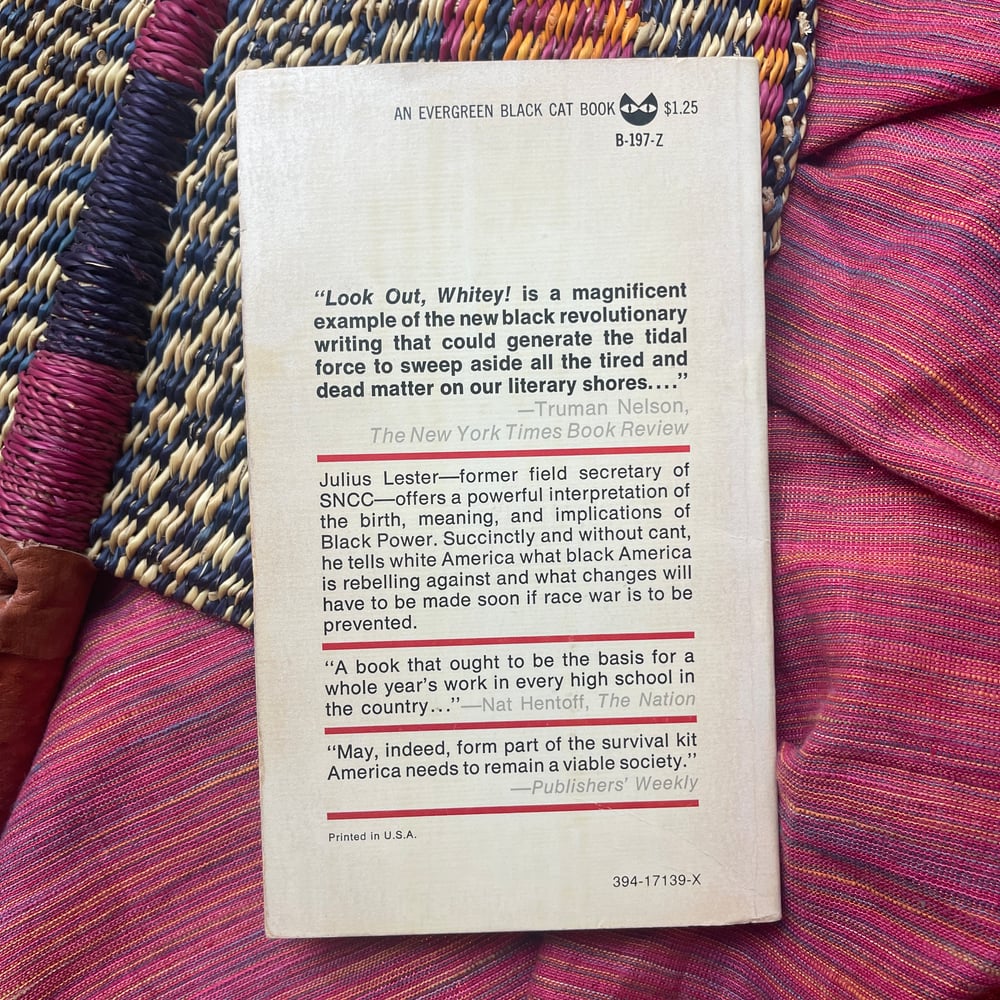 AN EVERGREEN BLACK CAT BOOK $1.25
B-197-Z
“Look Out, Whitey! is a magnificent
example of the new black revolutionary
writing that could generate the tidal
force to sweep aside all the tired and
dead matter on our literary shores....”
—Truman Nelson,
The New York Times Book Review
Julius Lester—former field secretary of
SNCC—offers a powerful interpretation of
the birth, meaning, and implications of
Black Power. Succinctly and without cant,
he tells white America what black America
is rebelling against and what changes will
have to be made soon if race war is to be
prevented.
“A book that ought to be the basis for a
whole year’s work in every high school in
the country...”—Nat Hentoff, The Nation
“May, indeed, form part of the survival kit
America needs to remain a viable society.”
—Publishers’ Weekly
Printed in U.S.A.
394-17139-X